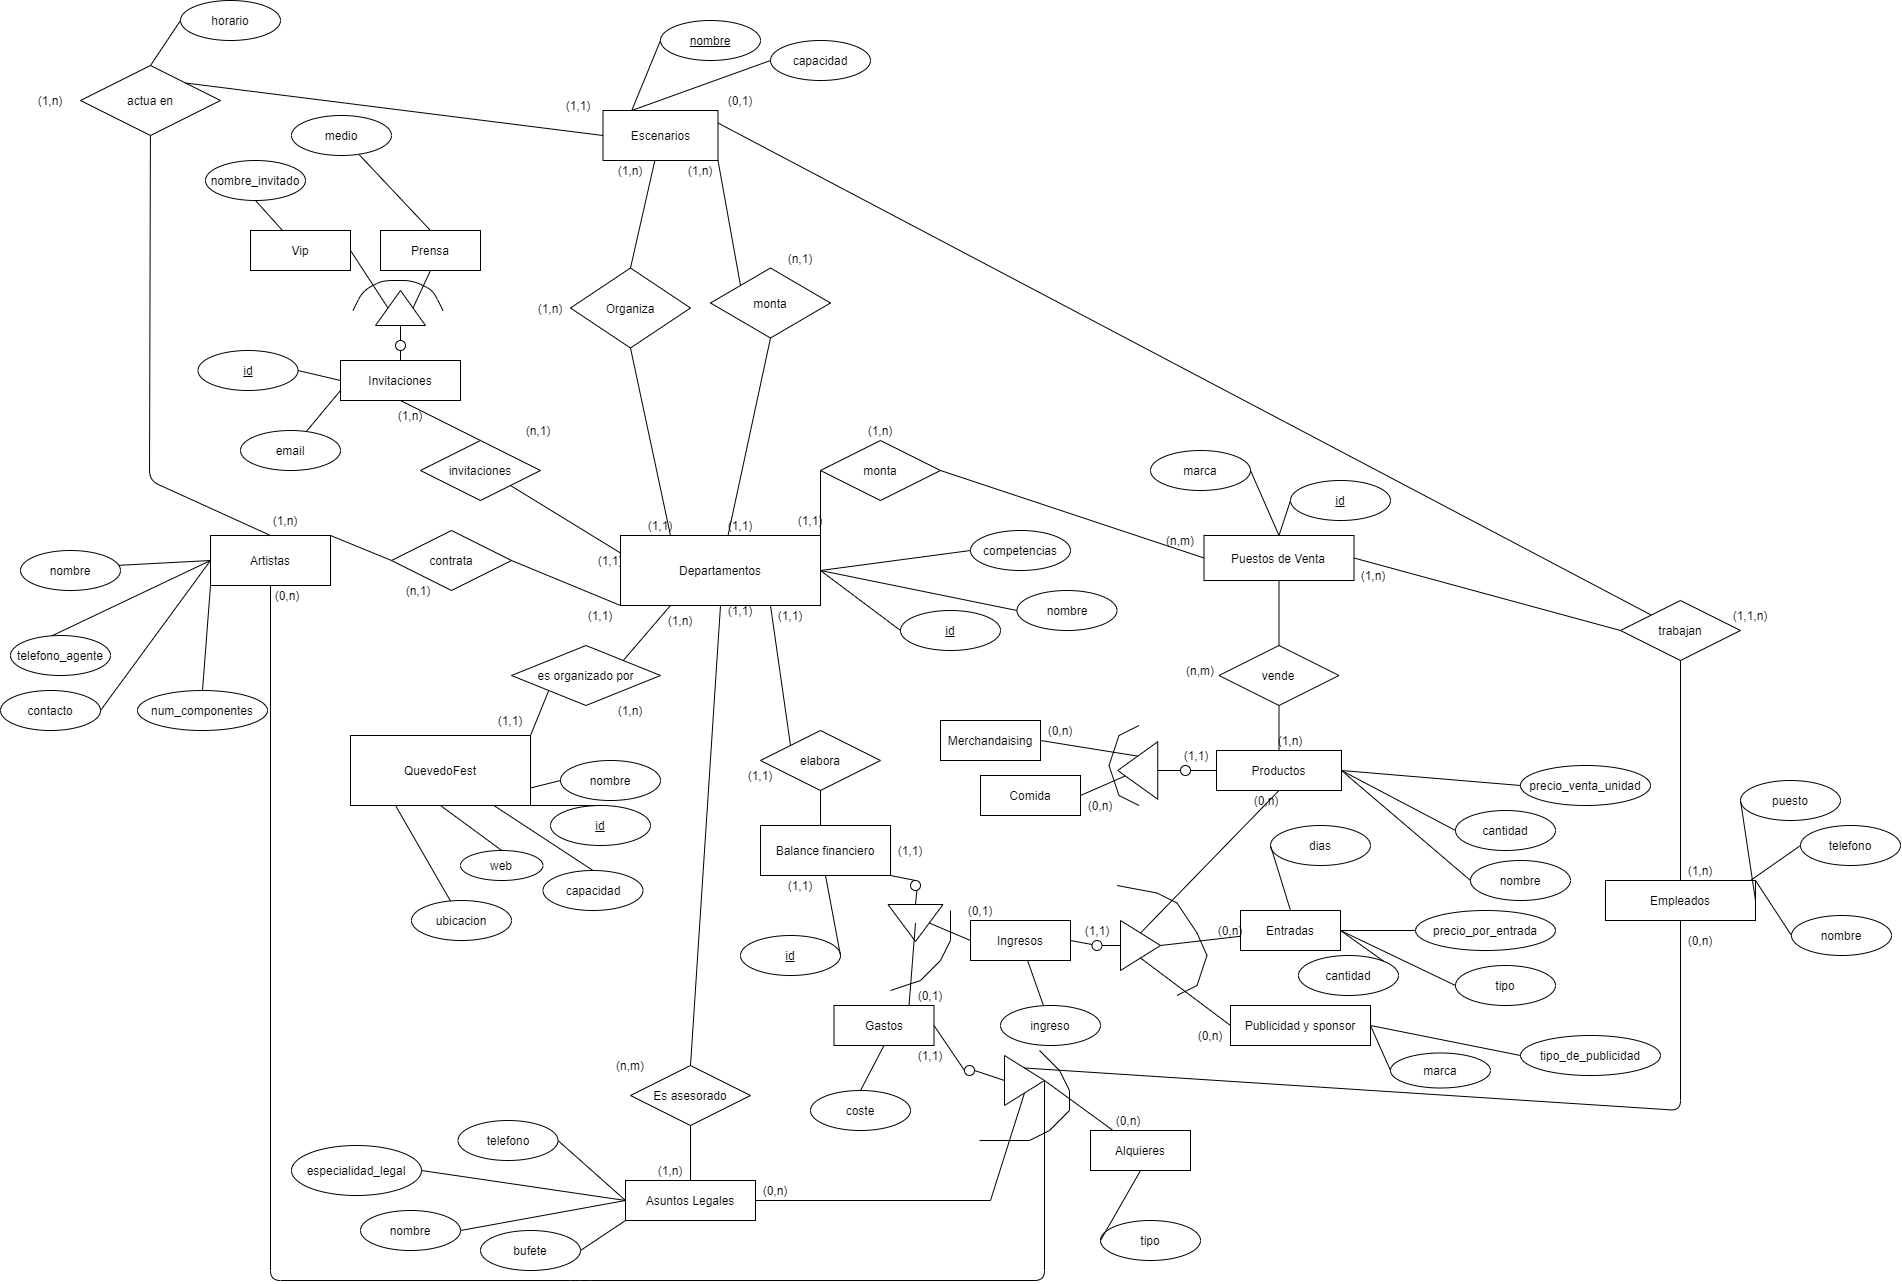 horario
nombre
capacidad
actua en
(1,n)
(1,1)
(0,1)
Escenarios
medio
(1,n)
(1,n)
nombre_invitado
Vip
Prensa
(n,1)
(1,n)
Organiza
monta
id
Invitaciones
(1,n)
email
(n,1)
invitaciones
(1,n)
monta
marca
id
(1,n)
(1,1)
(1,1)
(1,1)
(n,m)
nombre
Artistas
contrata
(1,1)
Departamentos
competencias
Puestos de Venta
(1,n)
(0,n)
(n,1)
(1,1)
(1,n)
(1,1)
(1,1)
nombre
id
trabajan
(1,1,n)
telefono_agente
es organizado por
(n,m)
vende
contacto
num_componentes
(1,1)
(1,n)
Merchandaising
(0,n)
(1,n)
(1,1)
QuevedoFest
nombre
(1,1)
elabora
Comida
(0,n)
Productos
(0,n)
precio_venta_unidad
puesto
id
cantidad
telefono
web
Balance financiero
(1,1)
dias
capacidad
(1,1)
nombre
(1,n)
Empleados
ubicacion
(0,1)
Ingresos
(1,1)
(0,n)
Entradas
precio_por_entrada
(0,n)
nombre
id
cantidad
tipo
(0,1)
Gastos
ingreso
(0,n)
Publicidad y sponsor
tipo_de_publicidad
(1,1)
marca
(n,m)
Es asesorado
coste
(0,n)
telefono
Alquieres
especialidad_legal
(1,n)
Asuntos Legales
(0,n)
nombre
bufete
tipo